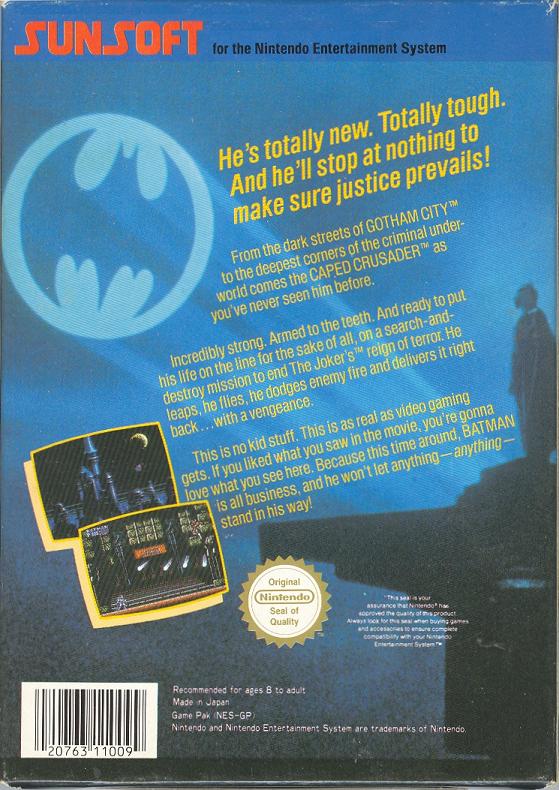 SUNSOFT for the Nintendo Entertainment System
He's totally new. Totally tough.
And he'll stop at nothing to
make sure justice prevails!
From the dark streets of GOTHAM CITY™
to the deepest corners of the criminal under-
world comes the CAPED CRUSADER™ as
you've never seen him before.
Incredibly strong. Armed to the teeth. And ready to put
his life on the line for the sake of all, on a search-and-
destroy mission to end The Joker's™ reign of terror. He
leaps, he flies, he dodges enemy fire and delivers it right
back...with a vengeance.
This is no kid stuff. This is as real as video gaming
gets. If you liked what you saw in the movie, you're gonna
love what you see here. Because this time around, BATMAN
is all business, and he won't let anything—anything—
stand in his way!
Original
Nintendo
Seal of
Quality
"This seal is your
assurance that Nintendo® has
approved the quality of this product.
Always look for this seal when buying games
and accessories to ensure complete
compatibility with your Nintendo
Entertainment System."™
Recommended for ages 8 to adult
Made in Japan
Game Pak (NES-GP)
Nintendo and Nintendo Entertainment System are trademarks of Nintendo.
20763 11009